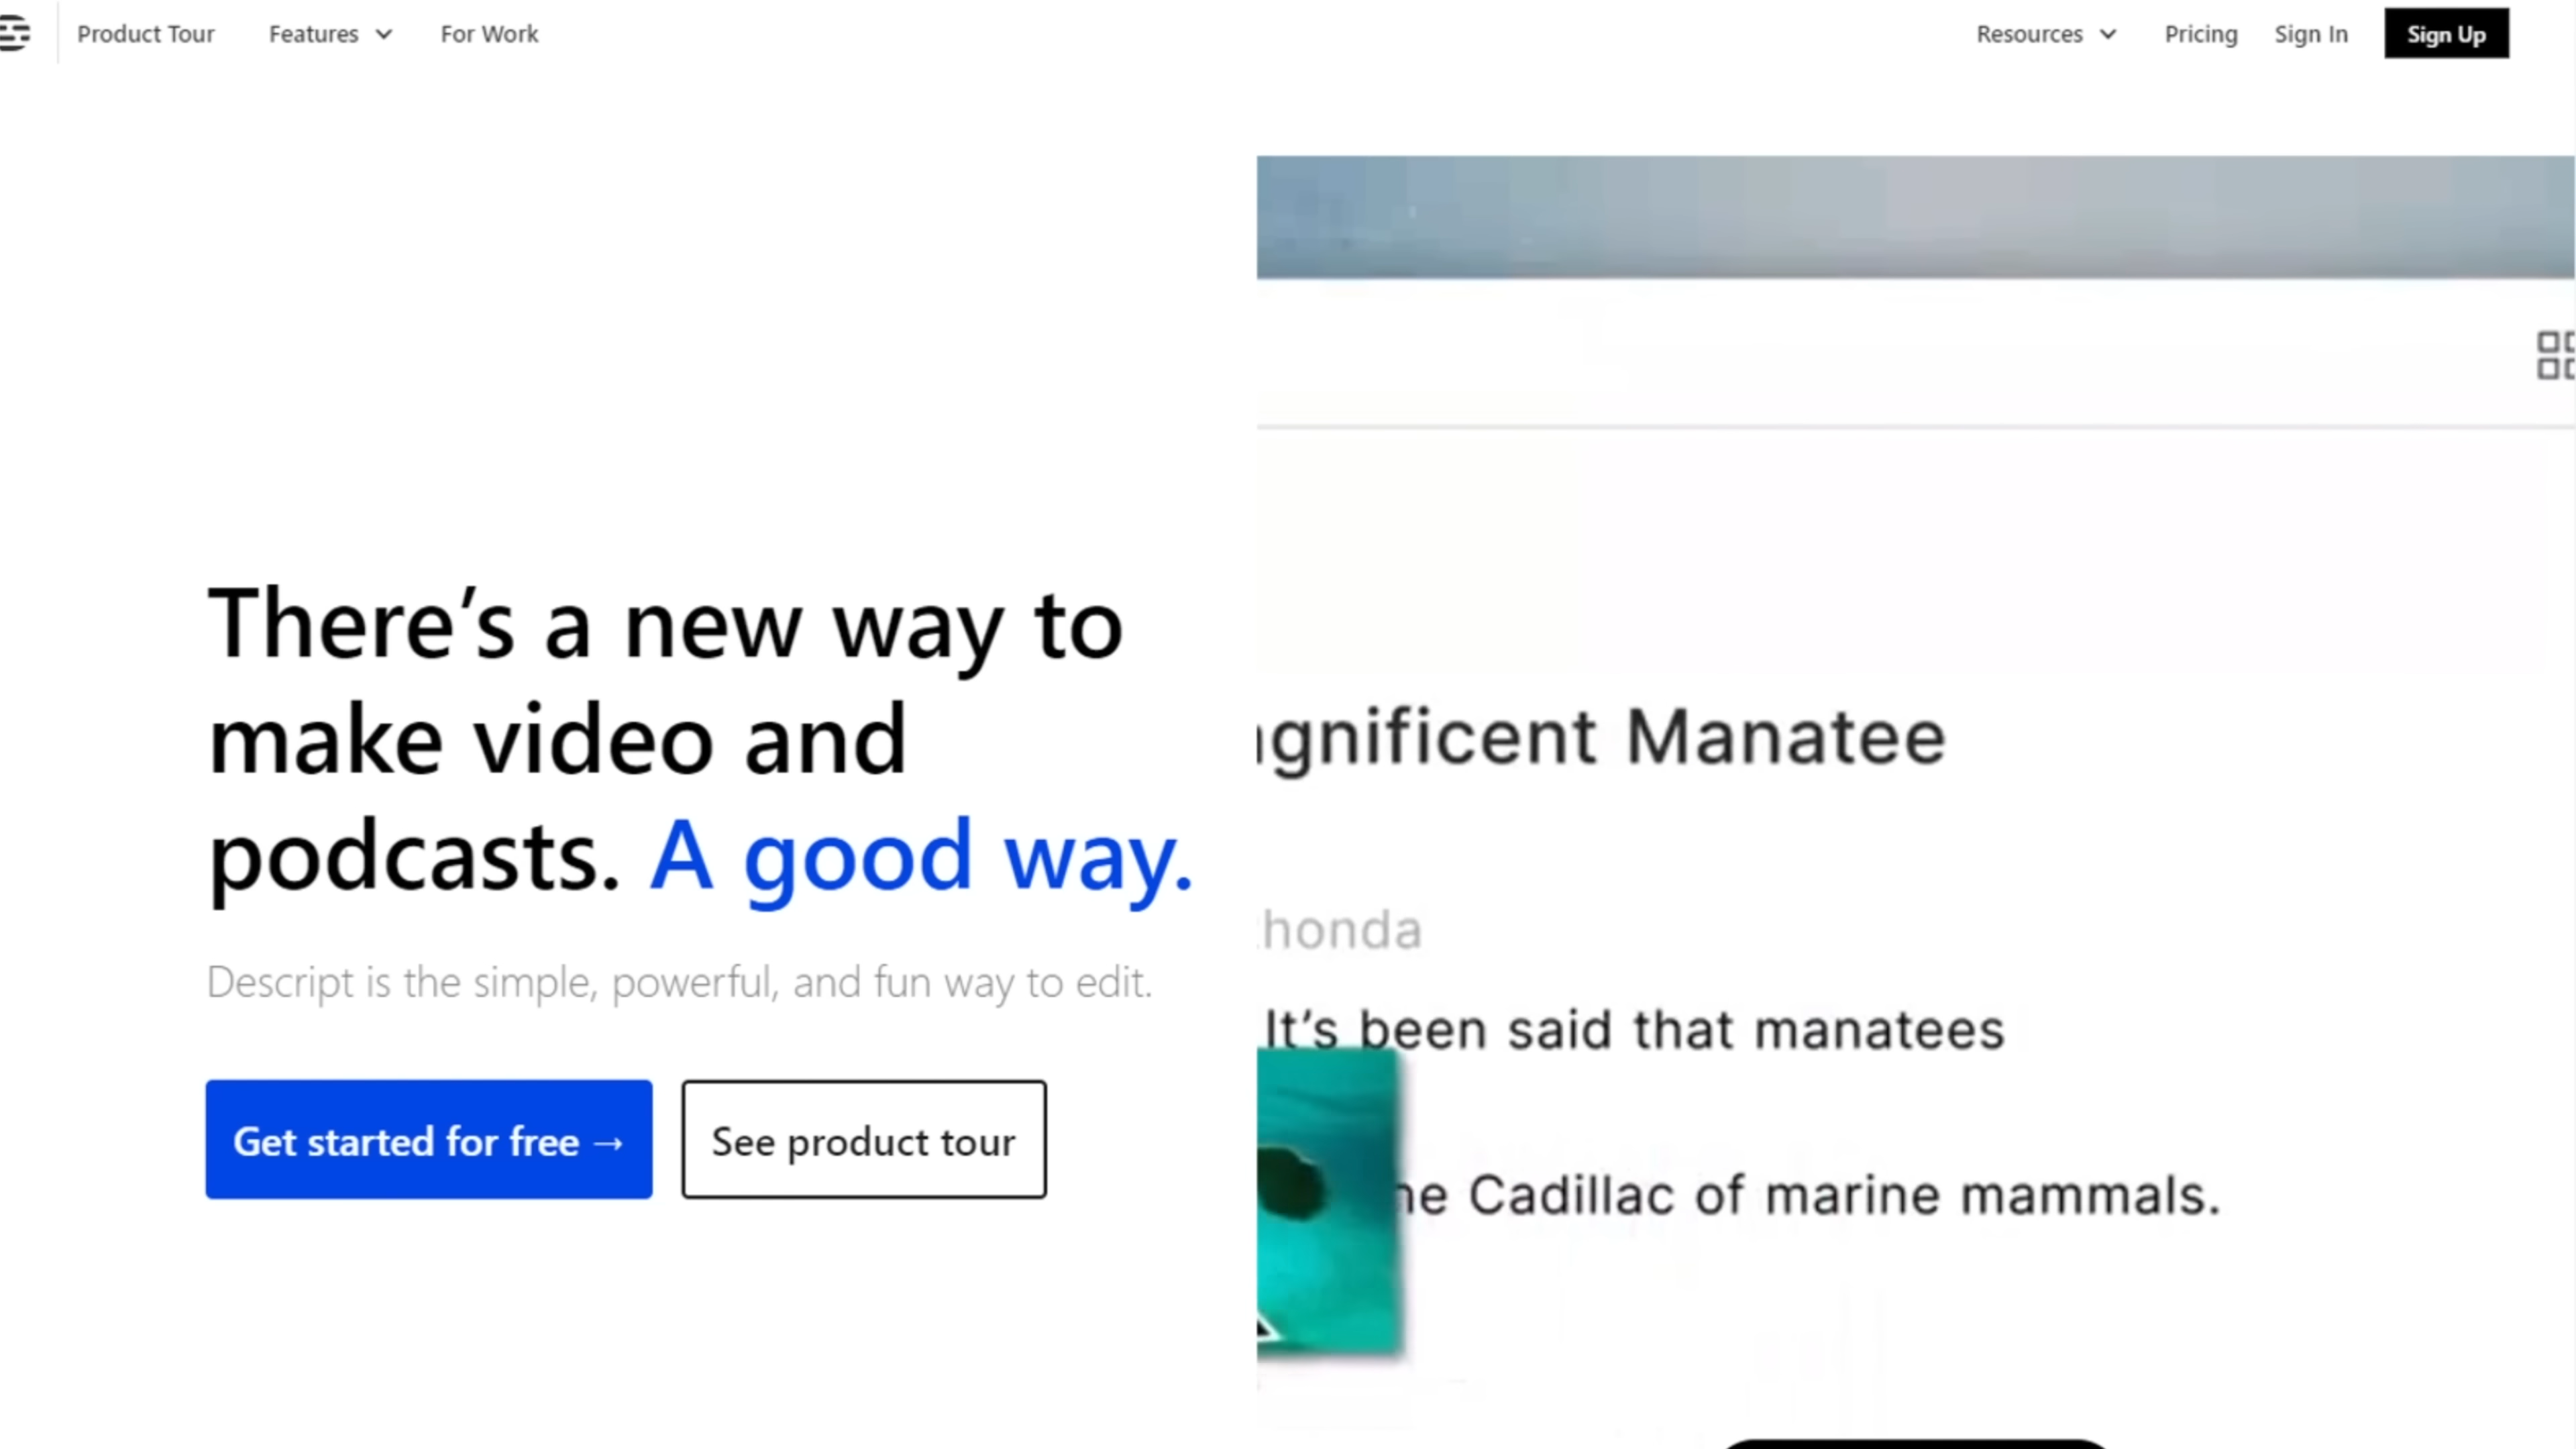 Product Tour Features For Work Resources Pricing Sign In Sign Up
There’s a new way to
make video and
podcasts. A good way.
Descript is the simple, powerful, and fun way to edit.
Get started for free →
See product tour
Manatee
It’s been said that manatees
Cadillac of marine mammals.